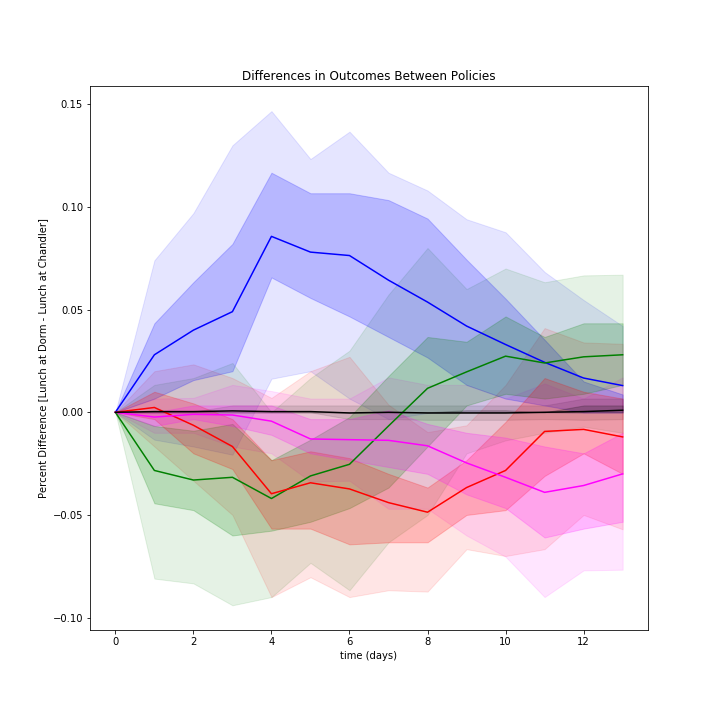 Differences in Outcomes Between Policies
0.15
0.10
0.05
0.00
−0.05
−0.10
Percent Difference [Lunch at Dorm - Lunch at Chandler]
0 2 4 6 8 10 12
time (days)